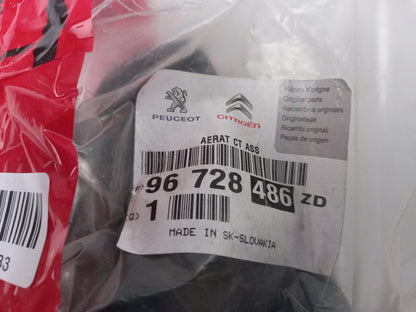 PEUGEOT
CITROËN
Pièces d'origine
Original parts
Recambios originales
Originalteile
Ricambi originali
Peças de origem
AERAT CT ASS
96 728 486 ZD
(Q) 1
MADE IN SK-SLOVAKIA
33